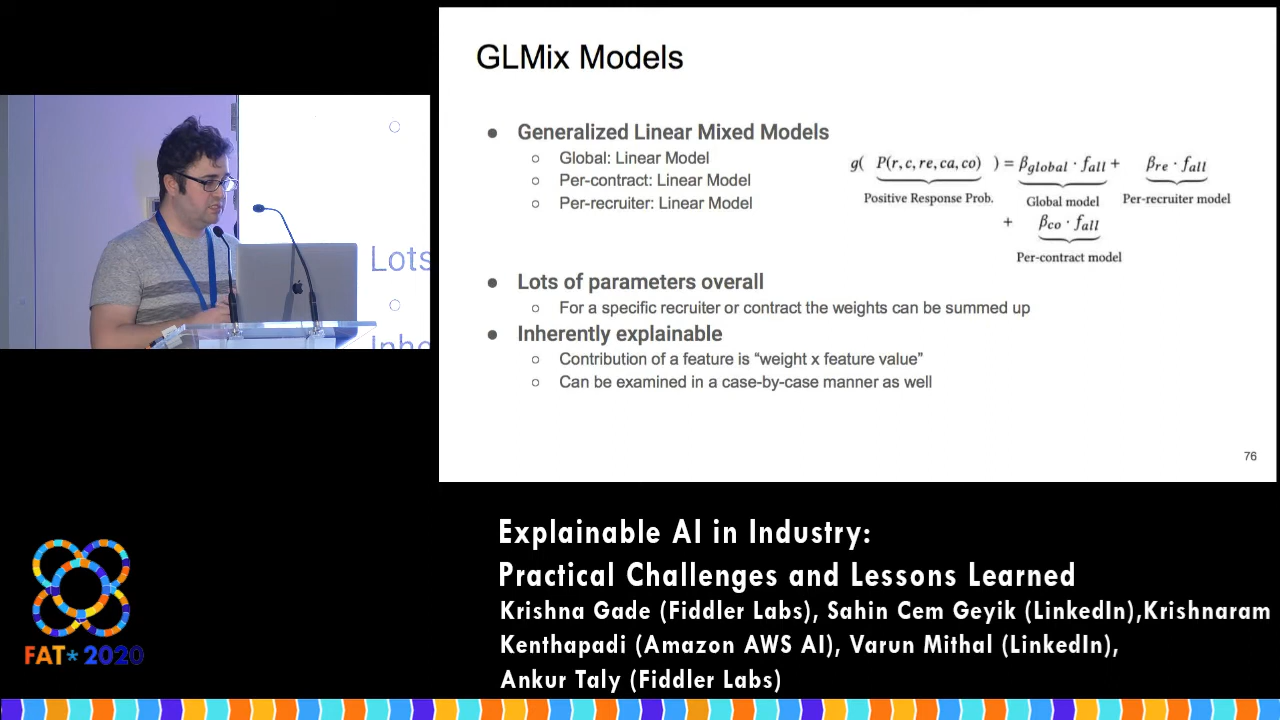 GLMix Models
● Generalized Linear Mixed Models
○ Global: Linear Model
○ Per-contract: Linear Model
○ Per-recruiter: Linear Model
g( P(r, c, re, ca, co) ) = βglobal · fall + βre · fall
Positive Response Prob. Global model Per-recruiter model
+ βco · fall
Per-contract model
● Lots of parameters overall
○ For a specific recruiter or contract the weights can be summed up
● Inherently explainable
○ Contribution of a feature is “weight x feature value”
○ Can be examined in a case-by-case manner as well
76
Lots
Inhe
Explainable AI in Industry:
Practical Challenges and Lessons Learned
Krishna Gade (Fiddler Labs), Sahin Cem Geyik (LinkedIn),Krishnaram
Kenthapadi (Amazon AWS AI), Varun Mithal (LinkedIn),
Ankur Taly (Fiddler Labs)
FAT* 2020